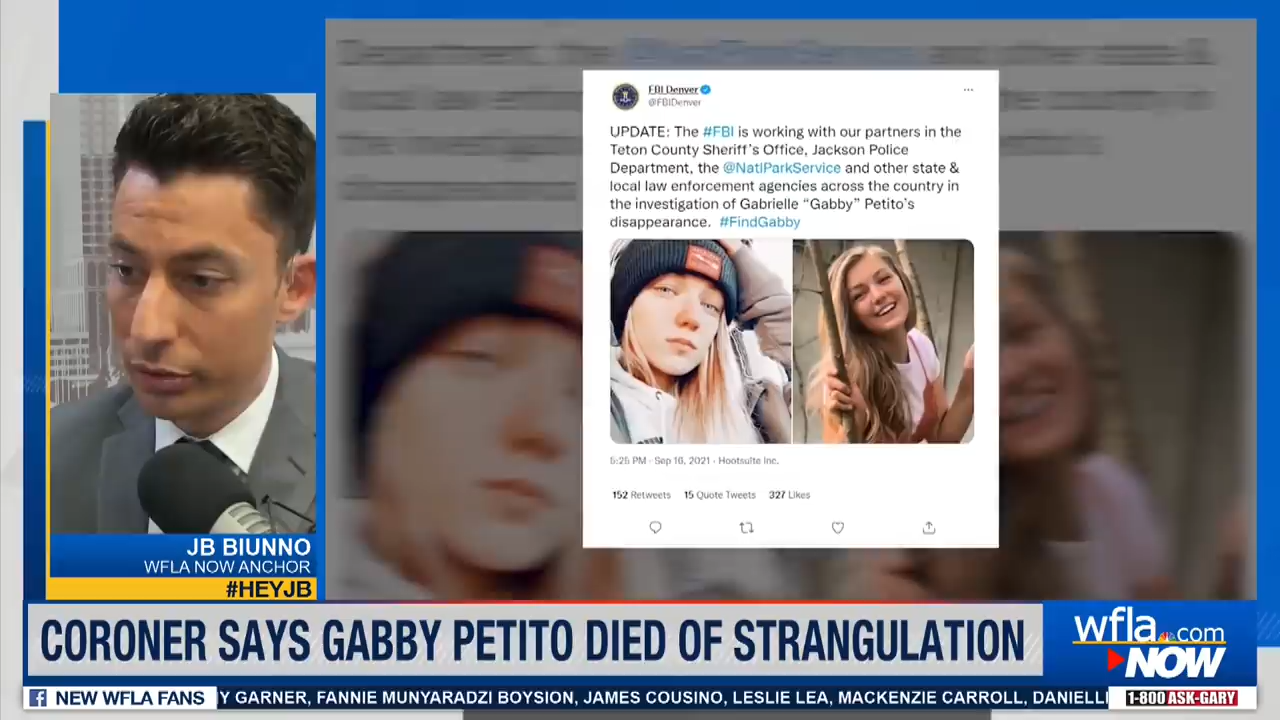 FBI Denver
@FBIDenver
UPDATE: The #FBI is working with our partners in the
Teton County Sheriff's Office, Jackson Police
Department, the @NatlParkService and other state &
local law enforcement agencies across the country in
the investigation of Gabrielle “Gabby” Petito's
disappearance. #FindGabby
5:25 PM · Sep 16, 2021 · Hootsuite Inc.
152 Retweets 15 Quote Tweets 327 Likes
JB BIUNNO
WFLA NOW ANCHOR
#HEYJB
CORONER SAYS GABBY PETITO DIED OF STRANGULATION
wfla.com
NOW
NEW WFLA FANS Y GARNER, FANNIE MUNYARADZI BOYSION, JAMES COUSINO, LESLIE LEA, MACKENZIE CARROLL, DANIELL 1-800 ASK-GARY